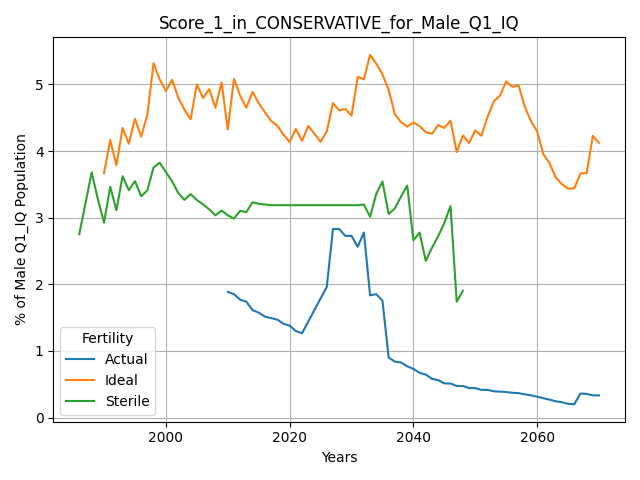 Score_1_in_CONSERVATIVE_for_Male_Q1_IQ
% of Male Q1_IQ Population
5
4
3
2
1
0
Fertility
Actual
Ideal
Sterile
2000
2020
2040
2060
Years